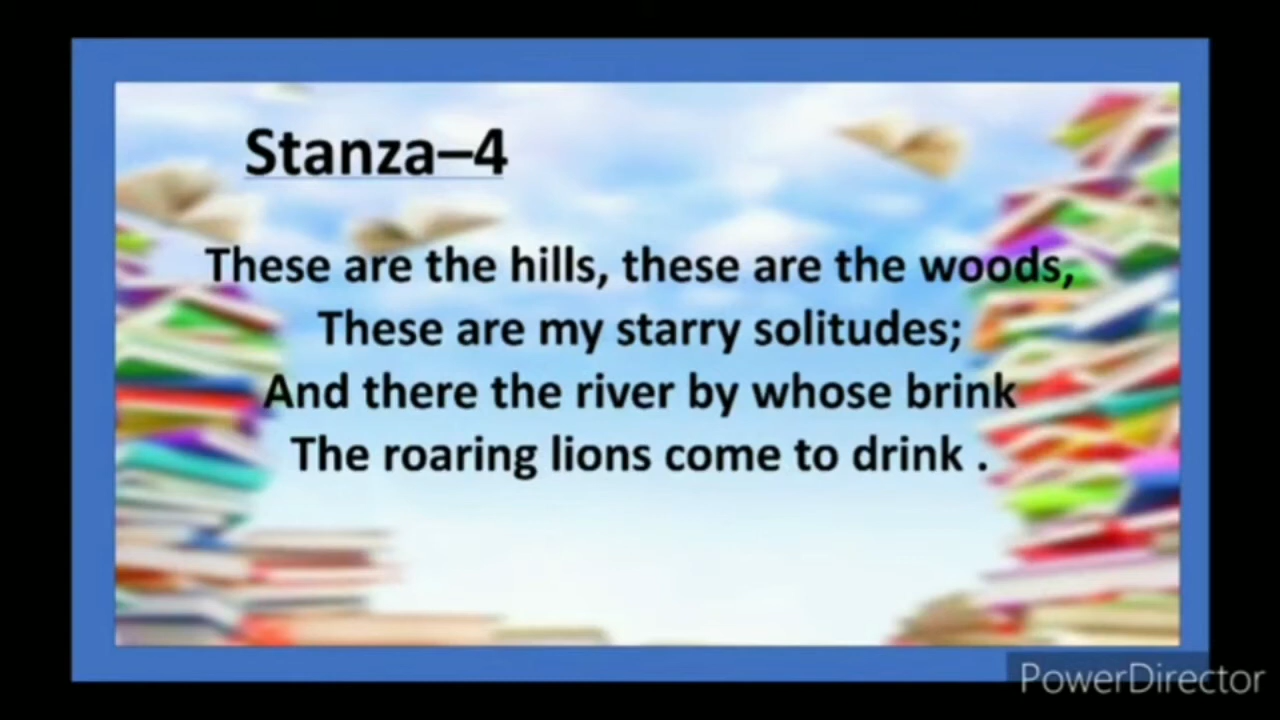 Stanza–4
These are the hills, these are the woods,
These are my starry solitudes;
And there the river by whose brink
The roaring lions come to drink .
PowerDirector